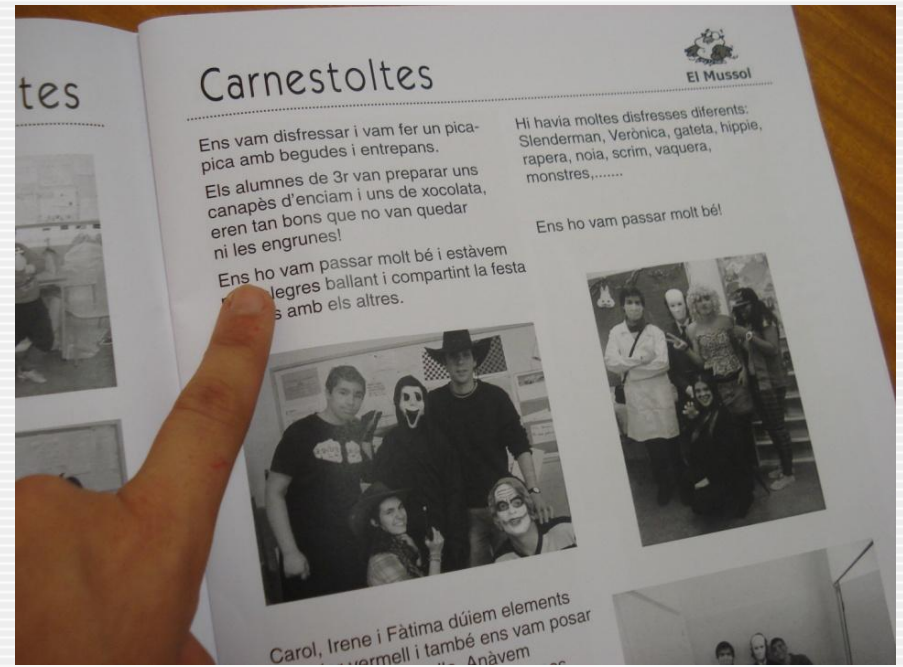 tes
Carnestoltes
El Mussol
Ens vam disfressar i vam fer un pica-
pica amb begudes i entrepans.
Els alumnes de 3r van preparar uns
canapès d'enciam i uns de xocolata,
eren tan bons que no van quedar
ni les engrunes!
Ens ho vam passar molt bé i estàvem
legres ballant i compartint la festa
s amb els altres.
Hi havia moltes disfresses diferents:
Slenderman, Verònica, gateta, hippie,
rapera, noia, scrim, vaquera,
monstres,.......
Ens ho vam passar molt bé!
Carol, Irene i Fàtima dúiem elements
vermell i també ens vam posar
Anàvem